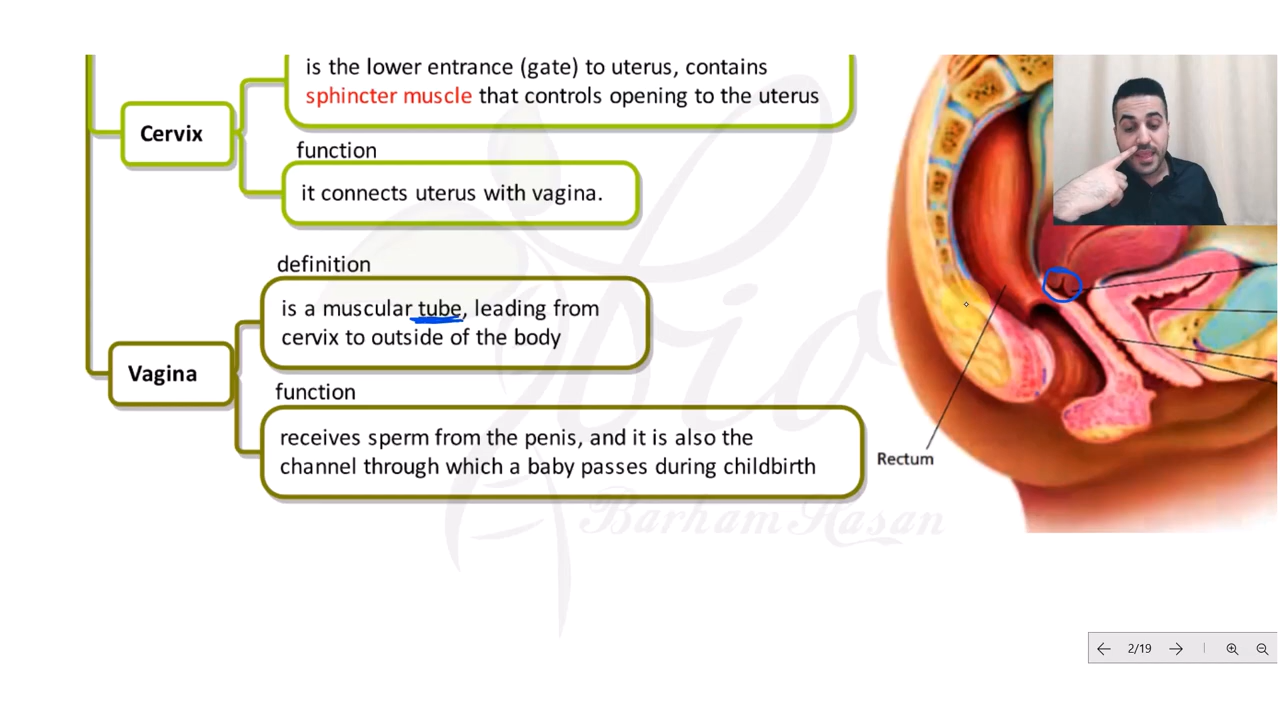 is the lower entrance (gate) to uterus, contains
sphincter muscle that controls opening to the uterus
Cervix
function
it connects uterus with vagina.
definition
is a muscular tube, leading from
cervix to outside of the body
Vagina
function
receives sperm from the penis, and it is also the
channel through which a baby passes during childbirth
Rectum
Bio
Barham Hasan
2/19